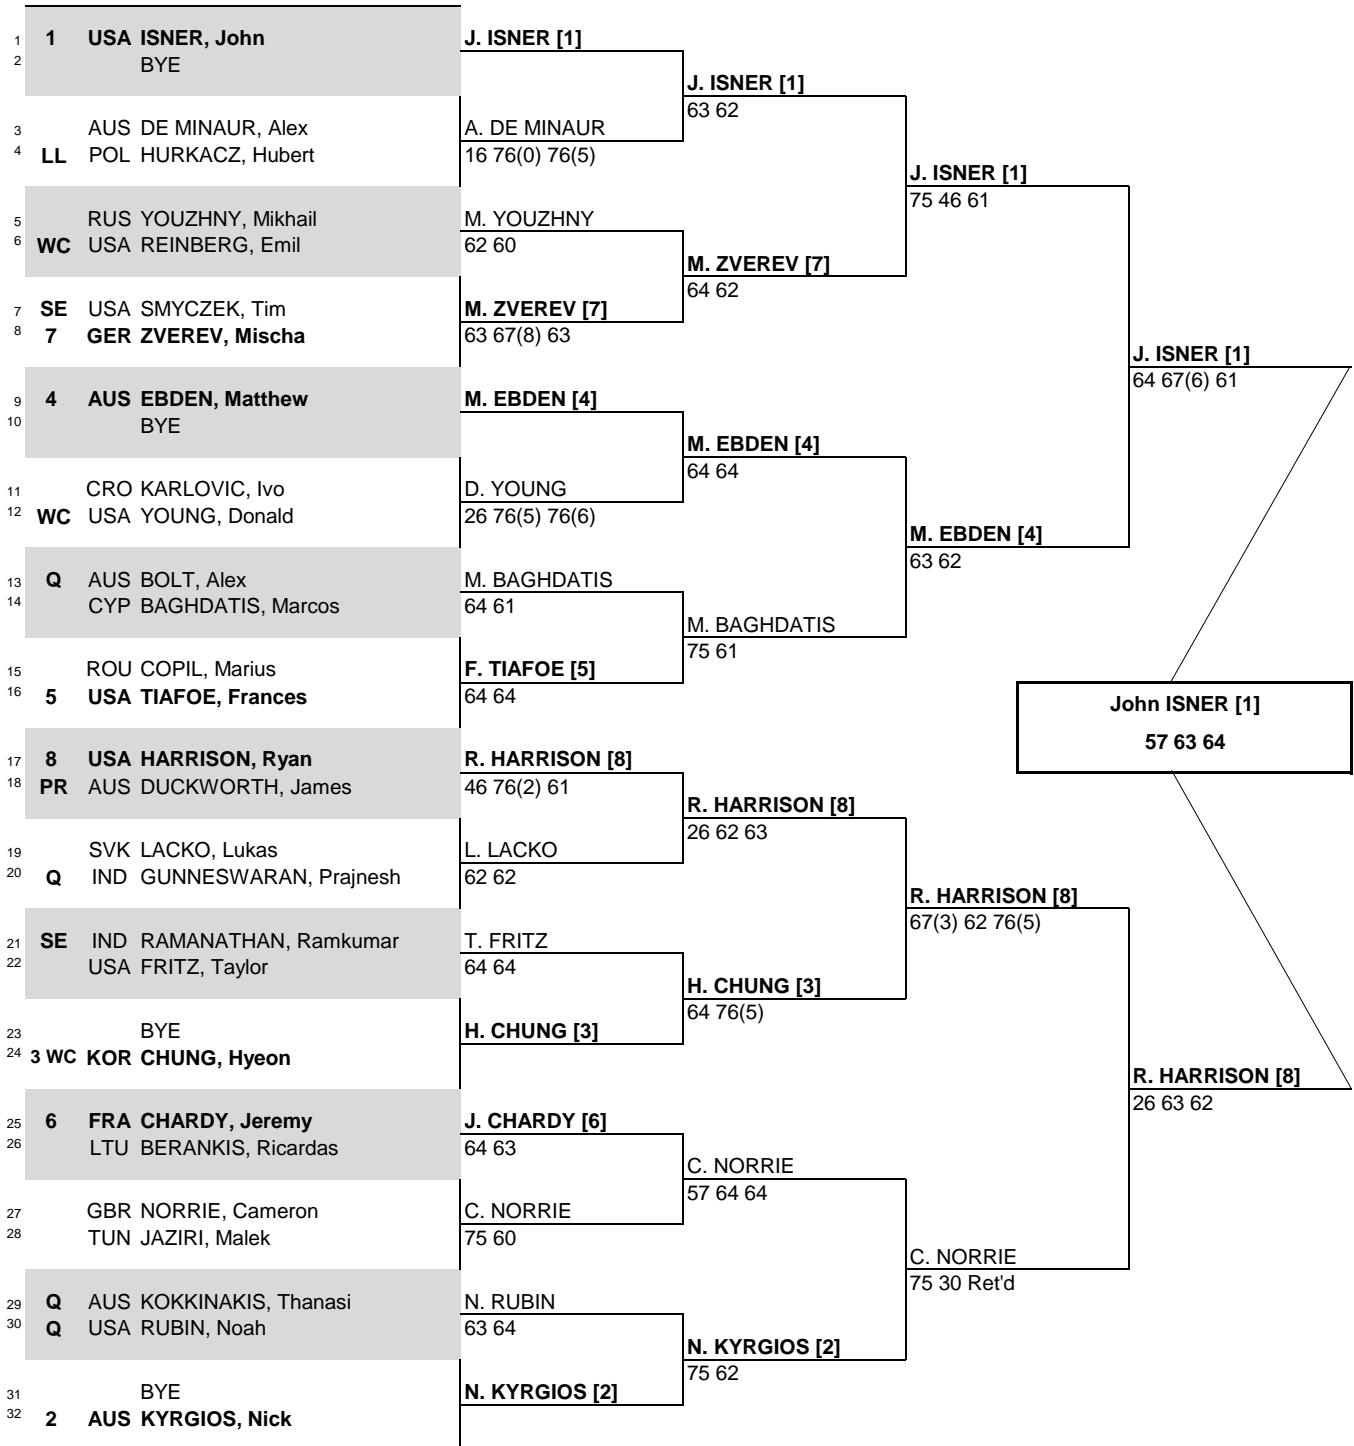 1 1 USA ISNER, John
2 BYE
3 AUS DE MINAUR, Alex
4 LL POL HURKACZ, Hubert
5 RUS YOUZHNY, Mikhail
6 WC USA REINBERG, Emil
7 SE USA SMYCZEK, Tim
8 7 GER ZVEREV, Mischa
9 4 AUS EBDEN, Matthew
10 BYE
11 CRO KARLOVIC, Ivo
12 WC USA YOUNG, Donald
13 Q AUS BOLT, Alex
14 CYP BAGHDATIS, Marcos
15 ROU COPIL, Marius
16 5 USA TIAFOE, Frances
17 8 USA HARRISON, Ryan
18 PR AUS DUCKWORTH, James
19 SVK LACKO, Lukas
20 Q IND GUNNESWARAN, Prajnesh
21 SE IND RAMANATHAN, Ramkumar
22 USA FRITZ, Taylor
23 BYE
24 3 WC KOR CHUNG, Hyeon
25 6 FRA CHARDY, Jeremy
26 LTU BERANKIS, Ricardas
27 GBR NORRIE, Cameron
28 TUN JAZIRI, Malek
29 Q AUS KOKKINAKIS, Thanasi
30 Q USA RUBIN, Noah
31 BYE
32 2 AUS KYRGIOS, Nick
J. ISNER [1]
A. DE MINAUR
16 76(0) 76(5)
M. YOUZHNY
62 60
M. ZVEREV [7]
63 67(8) 63
M. EBDEN [4]
D. YOUNG
26 76(5) 76(6)
M. BAGHDATIS
64 61
F. TIAFOE [5]
64 64
R. HARRISON [8]
46 76(2) 61
L. LACKO
62 62
T. FRITZ
64 64
H. CHUNG [3]
J. CHARDY [6]
64 63
C. NORRIE
75 60
N. RUBIN
63 64
N. KYRGIOS [2]
J. ISNER [1]
63 62
M. ZVEREV [7]
64 62
M. EBDEN [4]
64 64
M. BAGHDATIS
75 61
R. HARRISON [8]
26 62 63
H. CHUNG [3]
64 76(5)
C. NORRIE
57 64 64
N. KYRGIOS [2]
75 62
J. ISNER [1]
75 46 61
M. EBDEN [4]
63 62
R. HARRISON [8]
67(3) 62 76(5)
C. NORRIE
75 30 Ret'd
J. ISNER [1]
64 67(6) 61
R. HARRISON [8]
26 63 62
John ISNER [1]
57 63 64